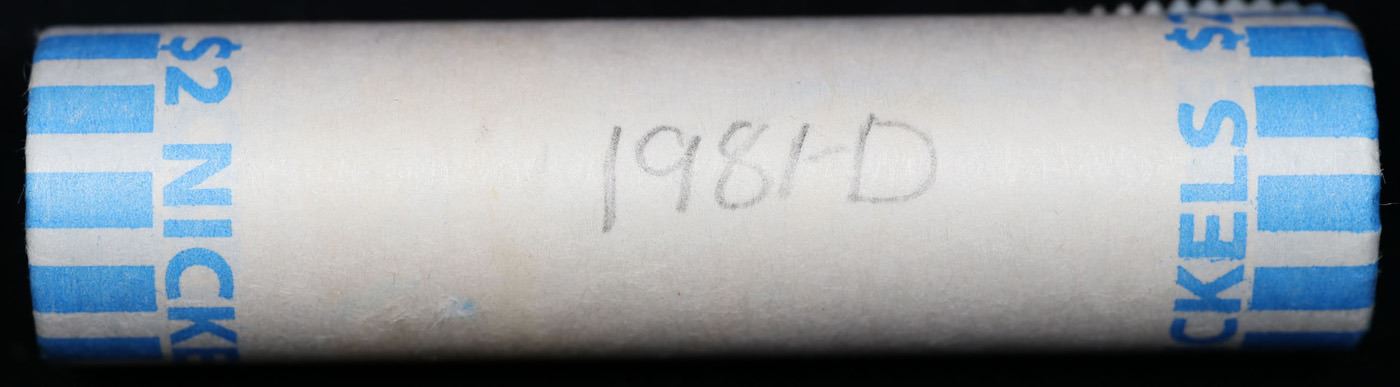 $2 NICKE
1981-D
CKELS $2